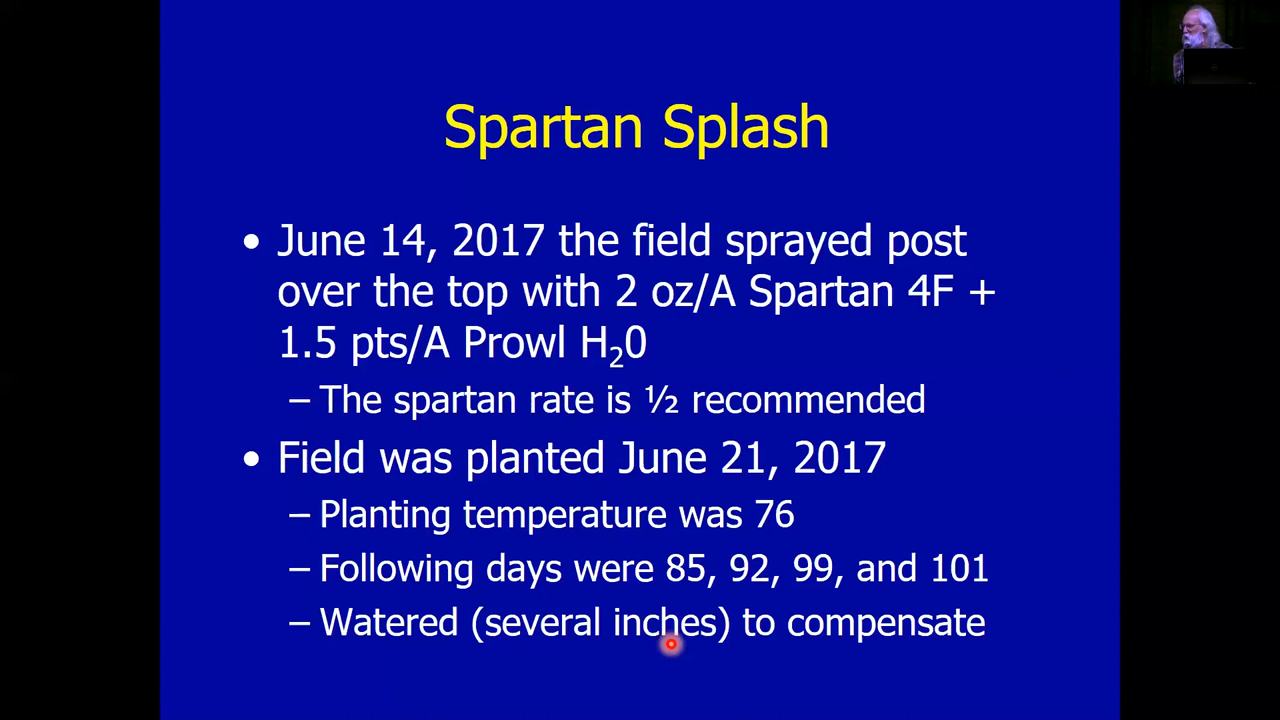 Spartan Splash
• June 14, 2017 the field sprayed post
over the top with 2 oz/A Spartan 4F +
1.5 pts/A Prowl H₂0
– The spartan rate is ½ recommended
• Field was planted June 21, 2017
– Planting temperature was 76
– Following days were 85, 92, 99, and 101
– Watered (several inches) to compensate